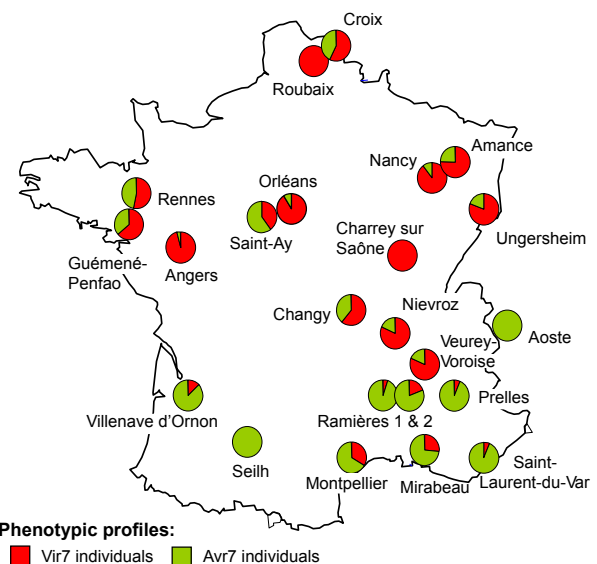 Croix
Roubaix
Amance
Nancy
Orléans
Rennes
Saint-Ay
Charrey sur
Saône
Ungersheim
Guémené-
Penfao
Angers
Changy
Nievroz
Aoste
Veurey-
Voroise
Prelles
Villenave d'Ornon
Ramières 1 & 2
Seilh
Montpellier
Mirabeau
Saint-
Laurent-du-Var
Phenotypic profiles:
Vir7 individuals
Avr7 individuals